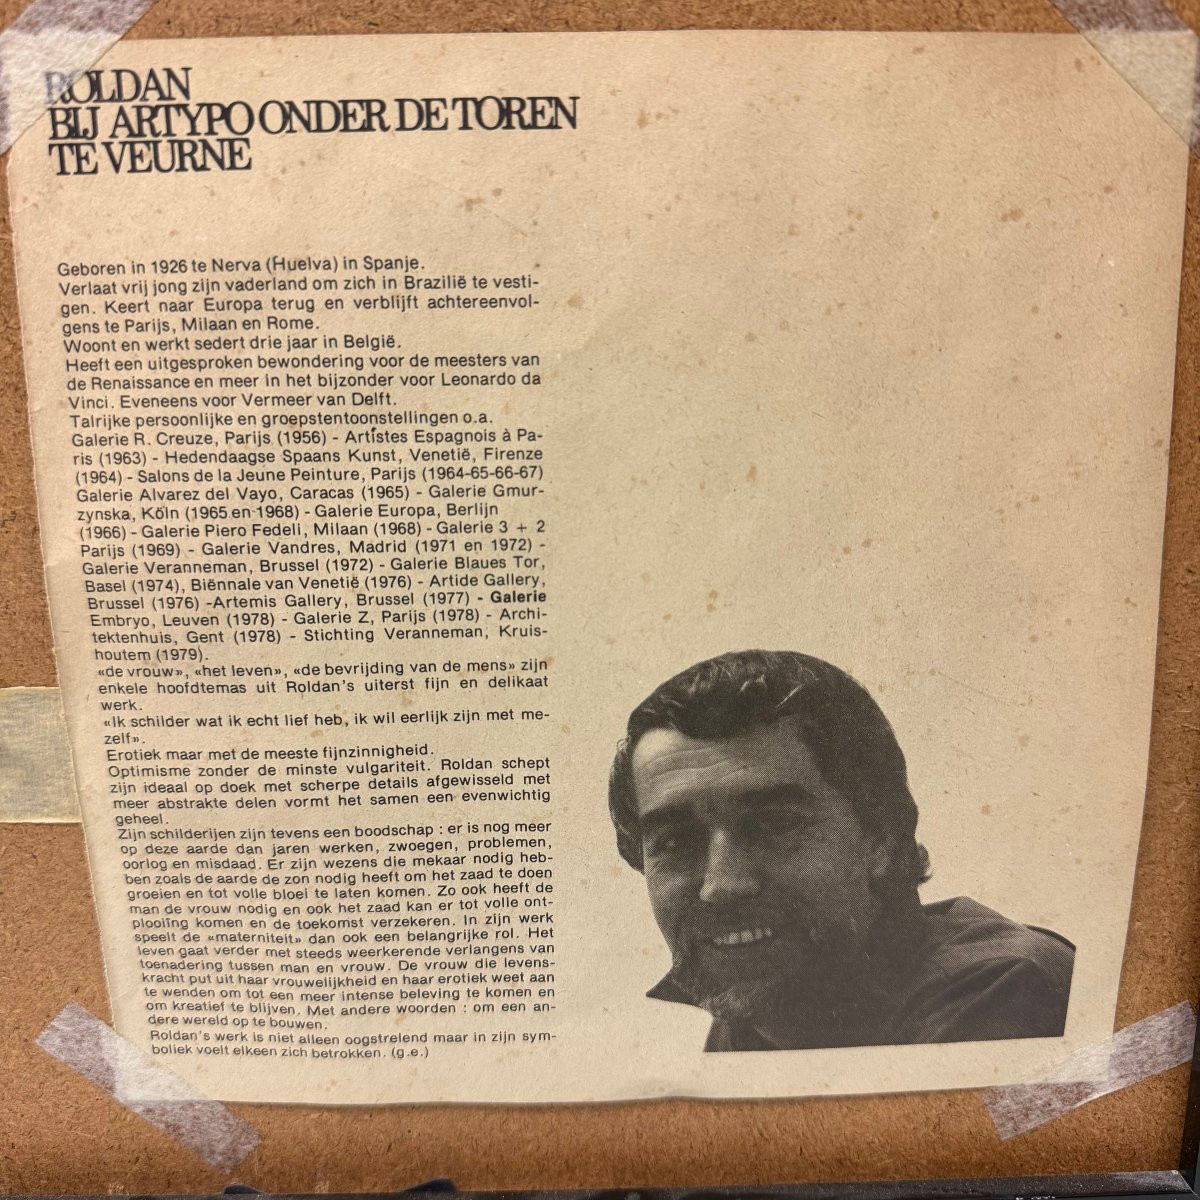 ROLDAN
BIJ ARTYPO ONDER DE TOREN
TE VEURNE
Geboren in 1926 te Nerva (Huelva) in Spanje.
Verlaat vrij jong zijn vaderland om zich in Brazilië te vesti-
gen. Keert naar Europa terug en verblijft achtereenvol-
gens te Parijs, Milaan en Rome.
Woont en werkt sedert drie jaar in België.
Heeft een uitgesproken bewondering voor de meesters van
de Renaissance en meer in het bijzonder voor Leonardo da
Vinci. Eveneens voor Vermeer van Delft.
Talrijke persoonlijke en groepstentoonstellingen o.a.
Galerie R. Creuze, Parijs (1956) - Artistes Espagnois à Pa-
ris (1963) - Hedendaagse Spaans Kunst, Venetië, Firenze
(1964) - Salons de la Jeune Peinture, Parijs (1964-65-66-67)
Galerie Alvarez del Vayo, Caracas (1965) - Galerie Gmur-
zynska, Köln (1965 en 1968) - Galerie Europa, Berlijn
(1966) - Galerie Piero Fedeli, Milaan (1968) - Galerie 3 + 2
Parijs (1969) - Galerie Vandres, Madrid (1971 en 1972) -
Galerie Veranneman, Brussel (1972) - Galerie Blaues Tor,
Basel (1974), Biënnale van Venetië (1976) - Artide Gallery,
Brussel (1976) -Artemis Gallery, Brussel (1977) - Galerie
Embryo, Leuven (1978) - Galerie Z, Parijs (1978) - Archi-
tektenhuis, Gent (1978) - Stichting Veranneman, Kruis-
houtem (1979).
«de vrouw», «het leven», «de bevrijding van de mens» zijn
enkele hoofdtemas uit Roldan's uiterst fijn en delikaat
werk.
«Ik schilder wat ik echt lief heb, ik wil eerlijk zijn met me-
zelf».
Erotiek maar met de meeste fijnzinnigheid.
Optimisme zonder de minste vulgariteit. Roldan schept
zijn ideaal op doek met scherpe details afgewisseld met
meer abstrakte delen vormt het samen een evenwichtig
geheel.
Zijn schilderijen zijn tevens een boodschap : er is nog meer
op deze aarde dan jaren werken, zwoegen, problemen,
oorlog en misdaad. Er zijn wezens die mekaar nodig heb-
ben zoals de aarde de zon nodig heeft om het zaad te doen
groeien en tot volle bloei te laten komen. Zo ook heeft de
man de vrouw nodig en ook het zaad kan er tot volle ont-
plooiing komen en de toekomst verzekeren. In zijn werk
speelt de «materniteit» dan ook een belangrijke rol. Het
leven gaat verder met steeds weerkerende verlangens van
toenadering tussen man en vrouw. De vrouw die levens-
kracht put uit haar vrouwelijkheid en haar erotiek weet aan
te wenden om tot een meer intense beleving te komen en
om kreatief te blijven. Met andere woorden : om een an-
dere wereld op te bouwen.
Roldan's werk is niet alleen oogstrelend maar in zijn sym-
boliek voelt elkeen zich betrokken. (g.e.)